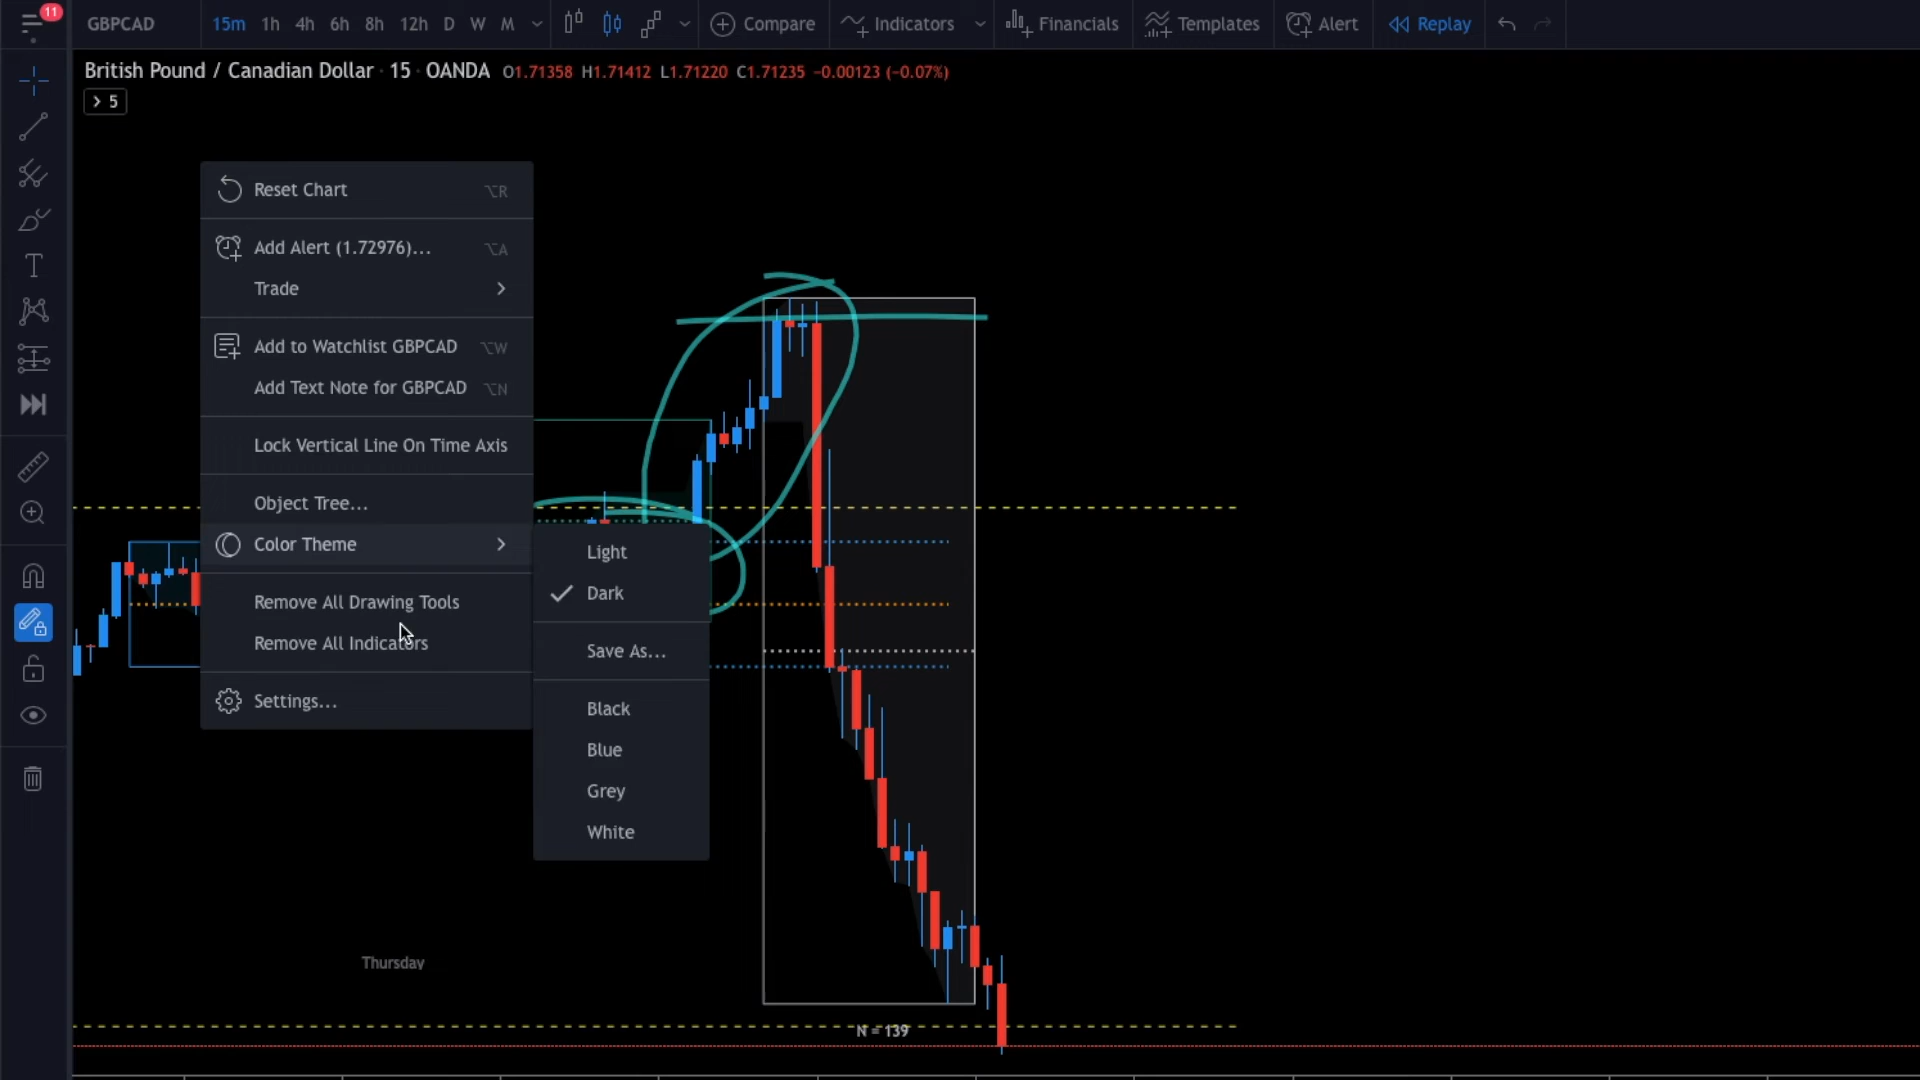 11
GBPCAD 15m 1h 4h 6h 8h 12h D W M Compare Indicators Financials Templates Alert Replay
British Pound / Canadian Dollar · 15 · OANDA O1.71358 H1.71412 L1.71220 C1.71235 −0.00123 (−0.07%)
5
Reset Chart ⌥R
Add Alert (1.72976)... ⌥A
Trade
Add to Watchlist GBPCAD ⌥W
Add Text Note for GBPCAD ⌥N
Lock Vertical Line On Time Axis
Object Tree...
Color Theme
Remove All Drawing Tools
Remove All Indicators
Settings...
Light
Dark
Save As...
Black
Blue
Grey
White
Thursday
N = 139